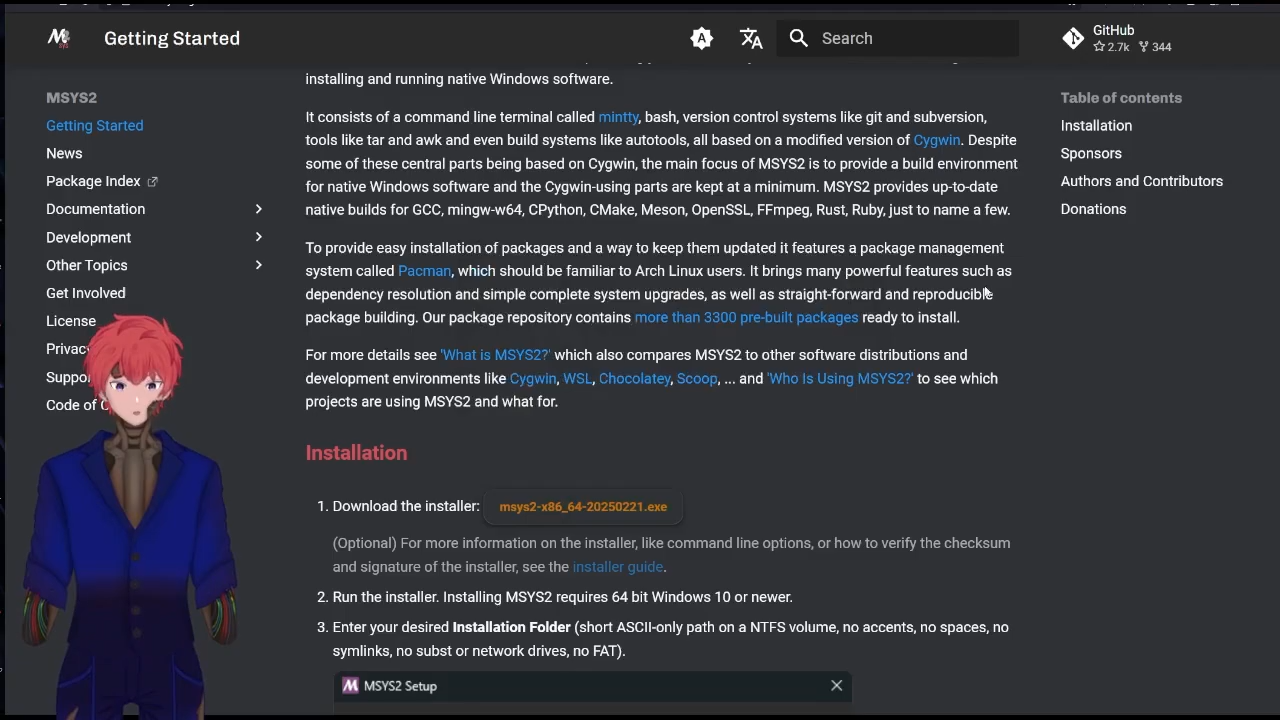 Getting Started
Search
GitHub
2.7k 344
MSYS2
Getting Started
News
Package Index
Documentation
Development
Other Topics
Get Involved
License
Privac
Suppo
Code of C
installing and running native Windows software.
It consists of a command line terminal called mintty, bash, version control systems like git and subversion,
tools like tar and awk and even build systems like autotools, all based on a modified version of Cygwin. Despite
some of these central parts being based on Cygwin, the main focus of MSYS2 is to provide a build environment
for native Windows software and the Cygwin-using parts are kept at a minimum. MSYS2 provides up-to-date
native builds for GCC, mingw-w64, CPython, CMake, Meson, OpenSSL, FFmpeg, Rust, Ruby, just to name a few.
To provide easy installation of packages and a way to keep them updated it features a package management
system called Pacman, which should be familiar to Arch Linux users. It brings many powerful features such as
dependency resolution and simple complete system upgrades, as well as straight-forward and reproducible
package building. Our package repository contains more than 3300 pre-built packages ready to install.
For more details see 'What is MSYS2?' which also compares MSYS2 to other software distributions and
development environments like Cygwin, WSL, Chocolatey, Scoop, ... and 'Who Is Using MSYS2?' to see which
projects are using MSYS2 and what for.
Installation
1. Download the installer: msys2-x86_64-20250221.exe
(Optional) For more information on the installer, like command line options, or how to verify the checksum
and signature of the installer, see the installer guide.
2. Run the installer. Installing MSYS2 requires 64 bit Windows 10 or newer.
3. Enter your desired Installation Folder (short ASCII-only path on a NTFS volume, no accents, no spaces, no
symlinks, no subst or network drives, no FAT).
MSYS2 Setup
Table of contents
Installation
Sponsors
Authors and Contributors
Donations